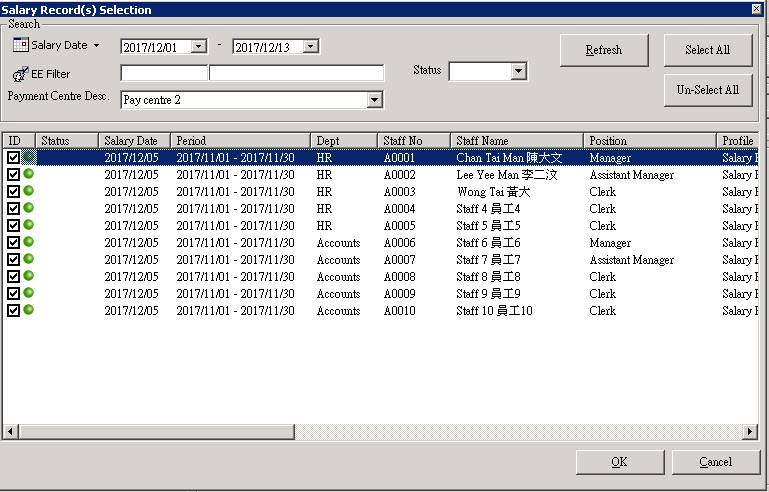 Salary Record(s) Selection
Search
Salary Date 2017/12/01 - 2017/12/13 Refresh Select All
EE Filter Status Un-Select All
Payment Centre Desc. Pay centre 2
ID Status Salary Date Period Dept Staff No Staff Name Position Profile
2017/12/05 2017/11/01 - 2017/11/30 HR A0001 Chan Tai Man 陳大文 Manager Salary
2017/12/05 2017/11/01 - 2017/11/30 HR A0002 Lee Yee Man 李二汶 Assistant Manager Salary
2017/12/05 2017/11/01 - 2017/11/30 HR A0003 Wong Tai 黃大 Clerk Salary
2017/12/05 2017/11/01 - 2017/11/30 HR A0004 Staff 4 員工4 Clerk Salary
2017/12/05 2017/11/01 - 2017/11/30 HR A0005 Staff 5 員工5 Clerk Salary
2017/12/05 2017/11/01 - 2017/11/30 Accounts A0006 Staff 6 員工6 Manager Salary
2017/12/05 2017/11/01 - 2017/11/30 Accounts A0007 Staff 7 員工7 Assistant Manager Salary
2017/12/05 2017/11/01 - 2017/11/30 Accounts A0008 Staff 8 員工8 Clerk Salary
2017/12/05 2017/11/01 - 2017/11/30 Accounts A0009 Staff 9 員工9 Clerk Salary
2017/12/05 2017/11/01 - 2017/11/30 Accounts A0010 Staff 10 員工10 Clerk Salary
OK Cancel